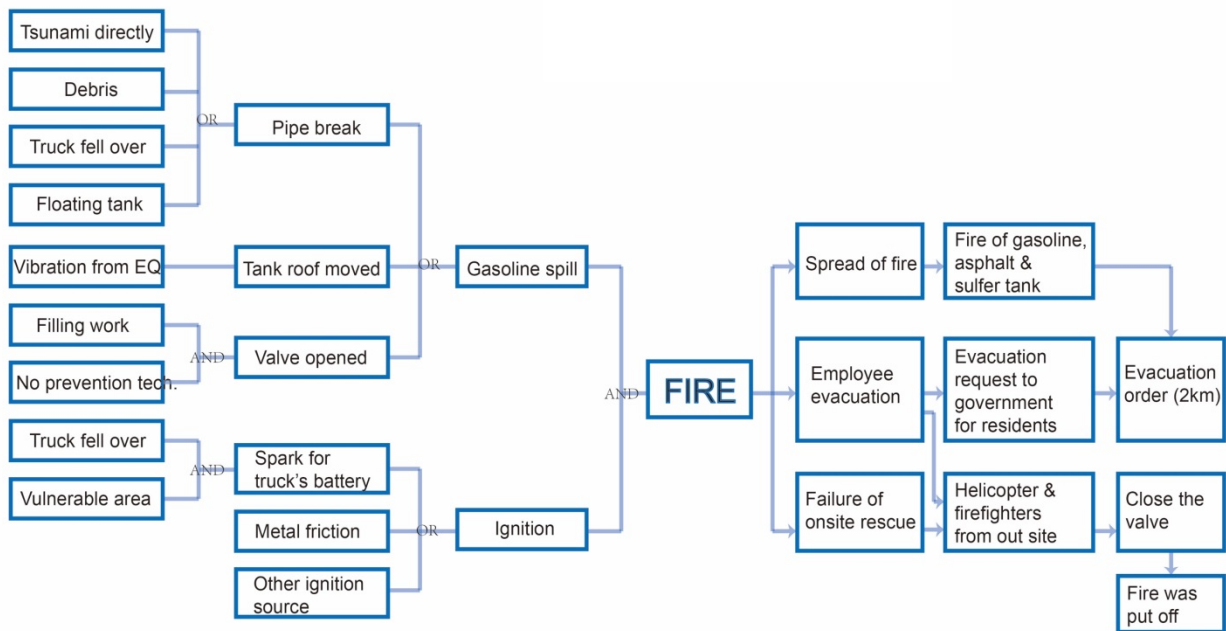 Tsunami directly
Debris
OR
Pipe break
Truck fell over
Floating tank
Vibration from EQ
Tank roof moved
OR
Gasoline spill
Filling work
AND
Valve opened
No prevention tech.
Truck fell over
AND
Spark for
truck's battery
Vulnerable area
Metal friction
OR
Ignition
Other ignition
source
AND
FIRE
Spread of fire
Fire of gasoline,
asphalt &
sulfer tank
Employee
evacuation
Evacuation
request to
government
for residents
Evacuation
order (2km)
Failure of
onsite rescue
Helicopter &
firefighters
from out site
Close the
valve
Fire was
put off